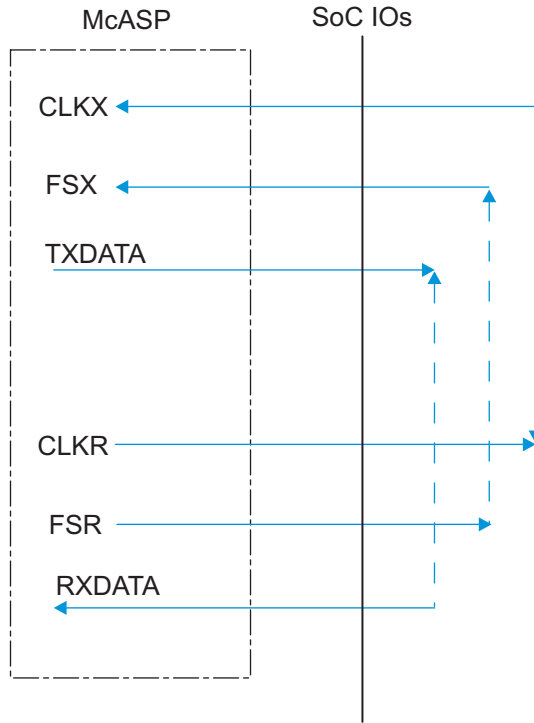 McASP
SoC IOs
CLKX
FSX
TXDATA
CLKR
FSR
RXDATA